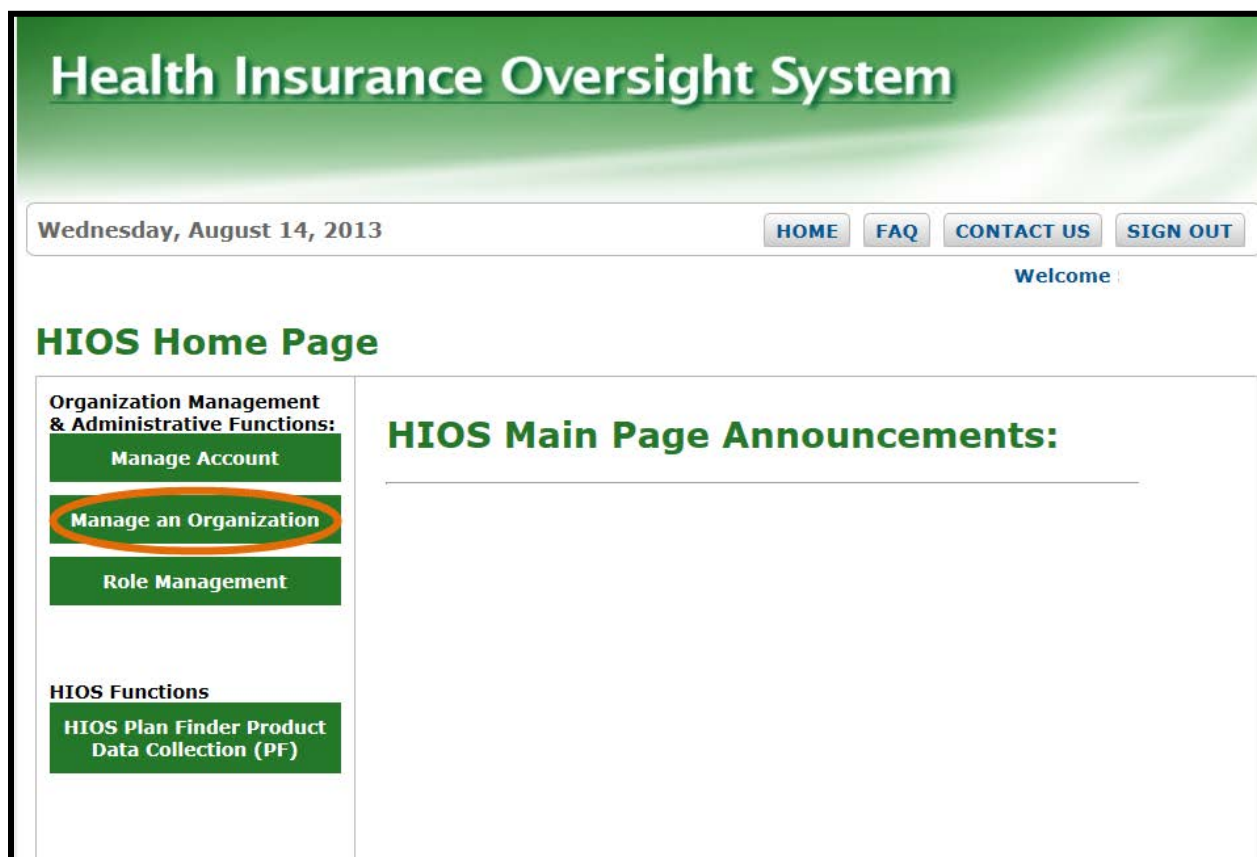 Health Insurance Oversight System
Wednesday, August 14, 2013
HOME FAQ CONTACT US SIGN OUT
Welcome
HIOS Home Page
Organization Management
& Administrative Functions:
Manage Account
Manage an Organization
Role Management
HIOS Functions
HIOS Plan Finder Product
Data Collection (PF)
HIOS Main Page Announcements: